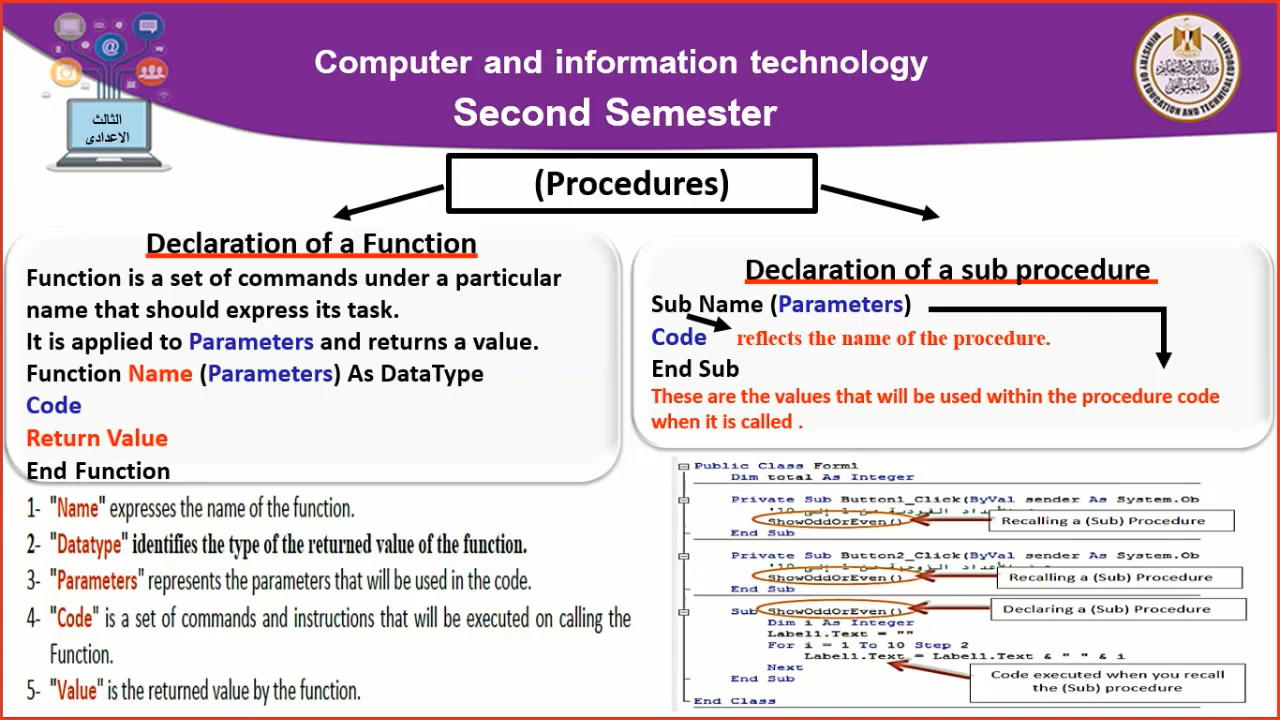 Computer and information technology
Second Semester
الثالث
الاعدادى
MINISTRY OF EDUCATION AND TECHNICAL EDUCATION
(Procedures)
Declaration of a Function
Function is a set of commands under a particular
name that should express its task.
It is applied to Parameters and returns a value.
Function Name (Parameters) As DataType
Code
Return Value
End Function
1- "Name" expresses the name of the function.
2- "Datatype" identifies the type of the returned value of the function.
3- "Parameters" represents the parameters that will be used in the code.
4- "Code" is a set of commands and instructions that will be executed on calling the
Function.
5- "Value" is the returned value by the function.
Declaration of a sub procedure
Sub Name (Parameters)
Code reflects the name of the procedure.
End Sub
These are the values that will be used within the procedure code
when it is called .
Public Class Form1
Dim total As Integer
Private Sub Button1_Click(ByVal sender As System.Ob
ShowOddOrEven()
Recalling a (Sub) Procedure
End Sub
Private Sub Button2_Click(ByVal sender As System.Ob
ShowOddOrEven()
Recalling a (Sub) Procedure
End Sub
Sub ShowOddOrEven()
Declaring a (Sub) Procedure
Dim i As Integer
Label1.Text = ""
For i = 1 To 10 Step 2
Label1.Text = Label1.Text & " " & i
Next
End Sub
Code executed when you recall
the (Sub) procedure
End Class